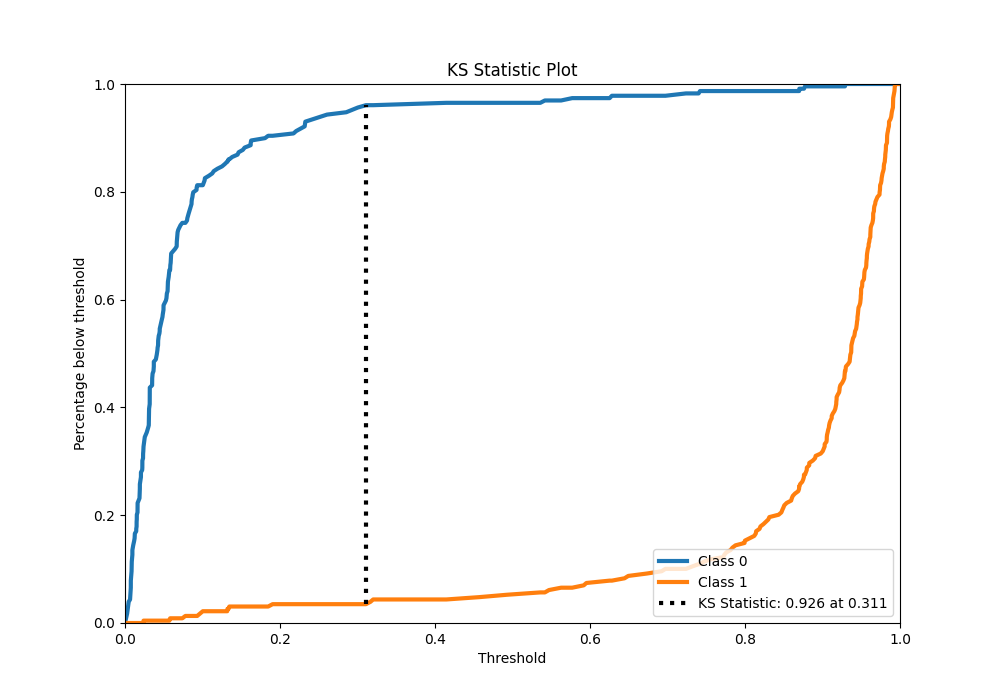 KS Statistic Plot
1.0
0.8
0.6
0.4
0.2
0.0
Percentage below threshold
0.0 0.2 0.4 0.6 0.8 1.0
Threshold
Class 0
Class 1
KS Statistic: 0.926 at 0.311